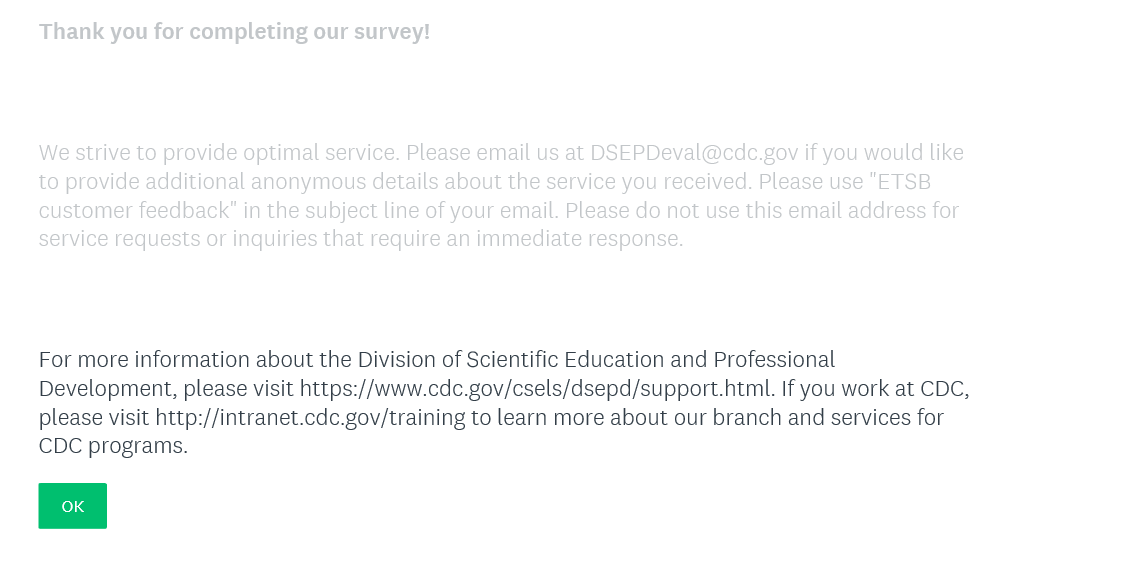 Thank you for completing our survey!
We strive to provide optimal service. Please email us at DSEPDeval@cdc.gov if you would like
to provide additional anonymous details about the service you received. Please use "ETSB
customer feedback" in the subject line of your email. Please do not use this email address for
service requests or inquiries that require an immediate response.
For more information about the Division of Scientific Education and Professional
Development, please visit https://www.cdc.gov/csels/dsepd/support.html. If you work at CDC,
please visit http://intranet.cdc.gov/training to learn more about our branch and services for
CDC programs.
OK